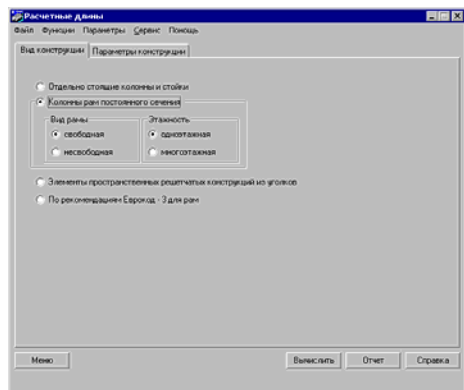 Расчетные длины
Файл Функции Параметры Сервис Помощь
Вид конструкции Параметры конструкции
Отдельно стоящие колонны и стойки
Колонны рам постоянного сечения
Вид рамы Этажность
свободная одноэтажная
несвободная многоэтажная
Элементы пространственных решетчатых конструкций из уголков
По рекомендациям Еврокод - 3 для рам
Меню Вычислить Отчет Справка